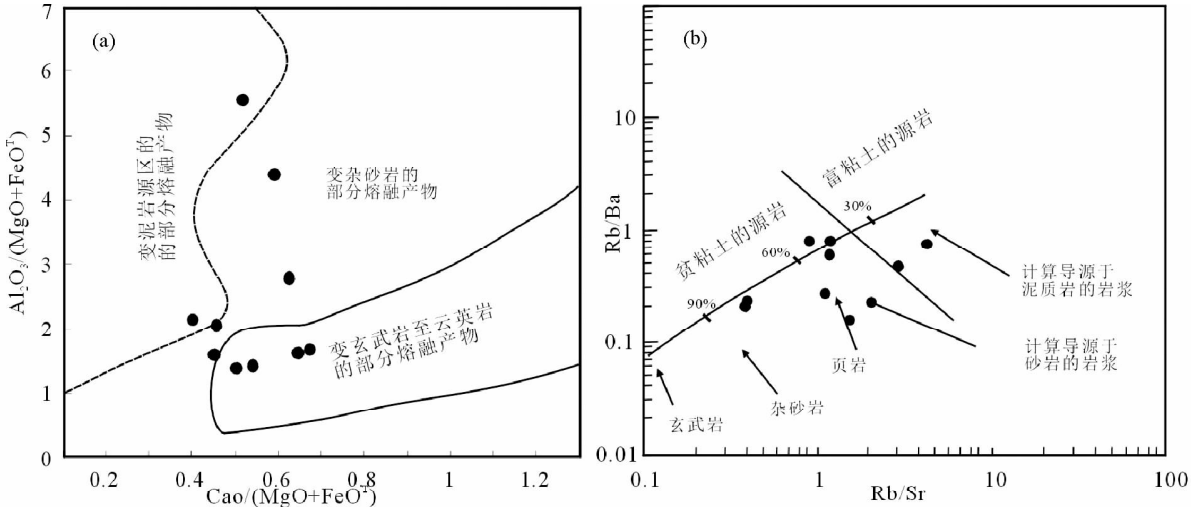 (a)
7
6
5
4
3
2
1
0
Al₂O₃/(MgO+FeOᵀ)
变泥岩源区的
部分熔融产物
变杂砂岩的
部分熔融产物
变玄武岩至云英岩
的部分熔融产物
0.2
0.4
0.6
0.8
1
1.2
Cao/(MgO+FeOᵀ)
(b)
10
1
0.1
0.01
Rb/Ba
贫粘土的源岩
富粘土的源岩
30%
60%
90%
计算导源于
泥质岩的岩浆
计算导源于
砂岩的岩浆
页岩
杂砂岩
玄武岩
0.1
1
10
100
Rb/Sr